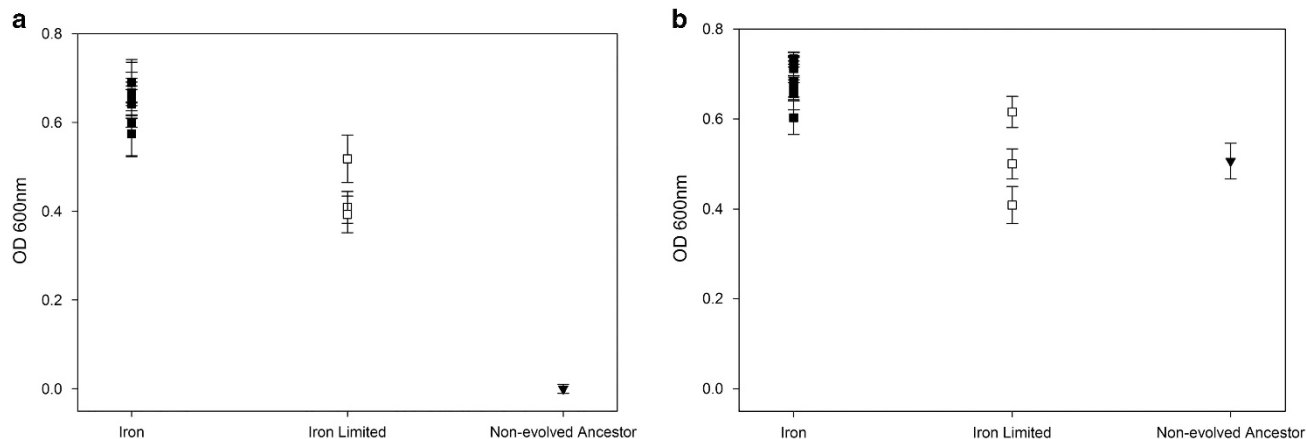 a
0.8
0.6
0.4
0.2
0.0
OD 600nm
Iron
Iron Limited
Non-evolved Ancestor
b
0.8
0.6
0.4
0.2
0.0
OD 600nm
Iron
Iron Limited
Non-evolved Ancestor